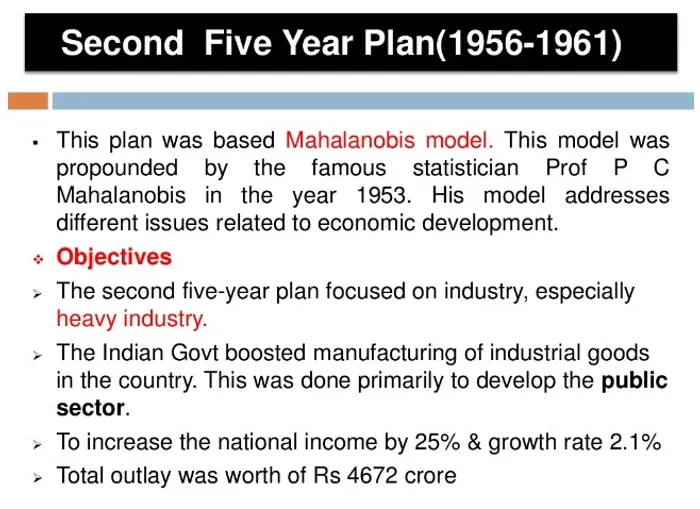 Second Five Year Plan(1956-1961)
▪ This plan was based Mahalanobis model. This model was
propounded by the famous statistician Prof P C
Mahalanobis in the year 1953. His model addresses
different issues related to economic development.
❖ Objectives
➢ The second five-year plan focused on industry, especially
heavy industry.
➢ The Indian Govt boosted manufacturing of industrial goods
in the country. This was done primarily to develop the public
sector.
➢ To increase the national income by 25% & growth rate 2.1%
➢ Total outlay was worth of Rs 4672 crore